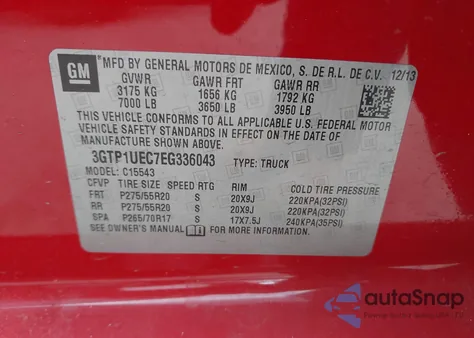 GM
MFD BY GENERAL MOTORS DE MEXICO, S. DE R.L. DE C.V. 12/13
GVWR GAWR FRT GAWR RR
3175 KG 1656 KG 1792 KG
7000 LB 3650 LB 3950 LB
THIS VEHICLE CONFORMS TO ALL APPLICABLE U.S. FEDERAL MOTOR
VEHICLE SAFETY STANDARDS IN EFFECT ON THE DATE OF
MANUFACTURE SHOWN ABOVE.
3GTP1UEC7EG336043 TYPE: TRUCK
MODEL: C15543
CFVP TIRE SIZE SPEED RTG RIM COLD TIRE PRESSURE
FRT P275/55R20 S 20X9J 220KPA(32PSI)
RR P275/55R20 S 20X9J 220KPA(32PSI)
SPA P265/70R17 S 17X7.5J 240KPA(35PSI)
SEE OWNER'S MANUAL FOR MORE INFORMATION.
autoSnap